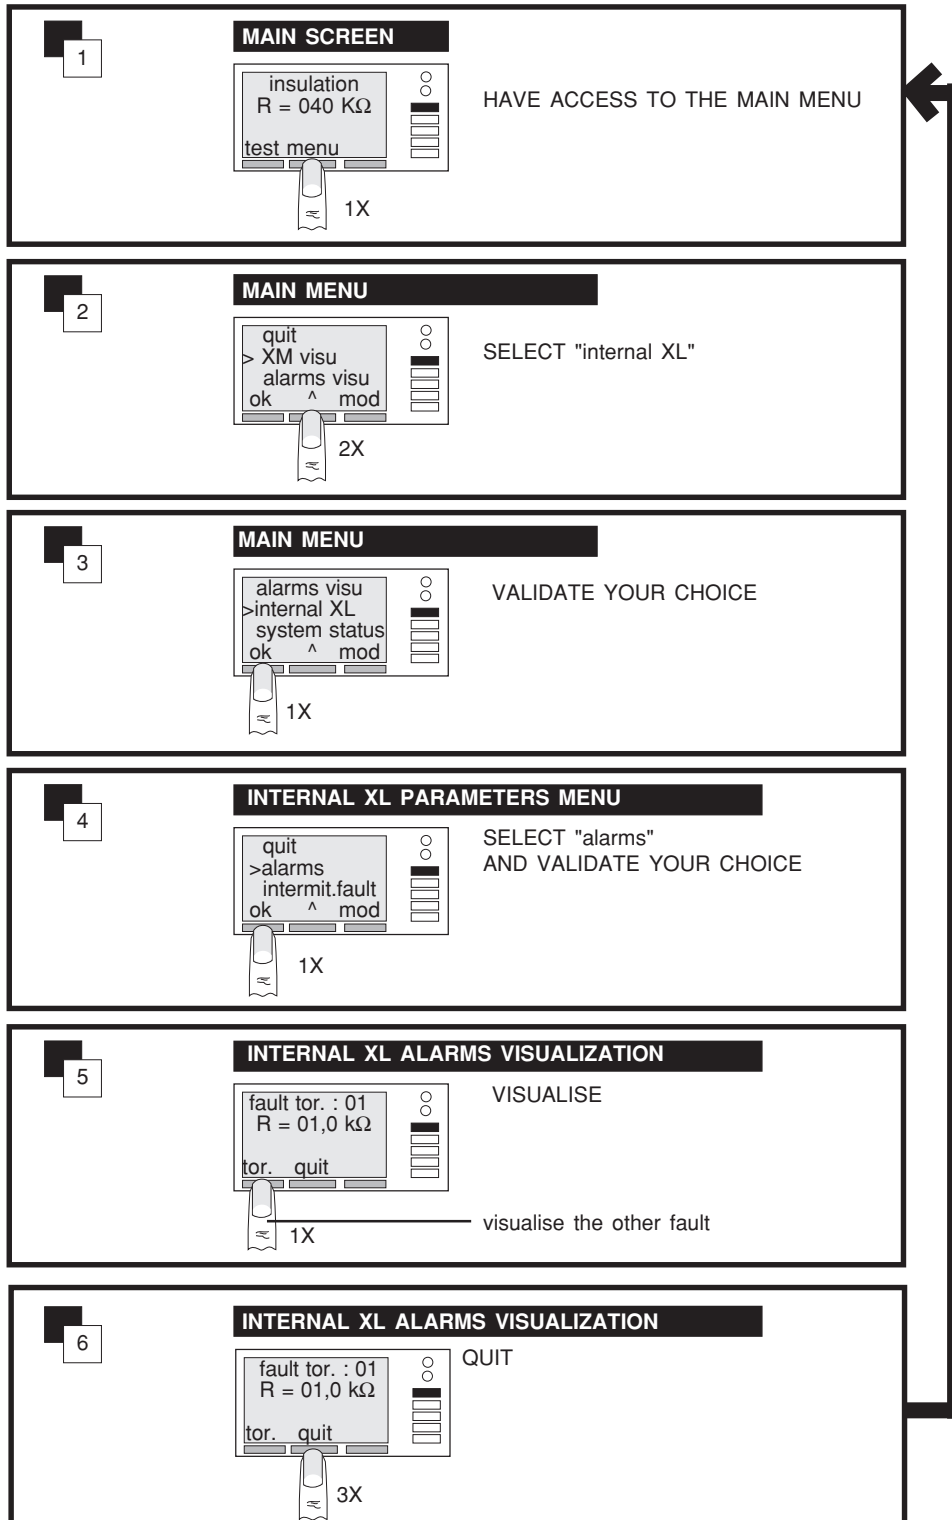 1
MAIN SCREEN
insulation
R = 040 KΩ
test menu
1X
HAVE ACCESS TO THE MAIN MENU
2
MAIN MENU
quit
> XM visu
alarms visu
ok ^ mod
2X
SELECT "internal XL"
3
MAIN MENU
alarms visu
>internal XL
system status
ok ^ mod
1X
VALIDATE YOUR CHOICE
4
INTERNAL XL PARAMETERS MENU
quit
>alarms
intermit.fault
ok ^ mod
1X
SELECT "alarms"
AND VALIDATE YOUR CHOICE
5
INTERNAL XL ALARMS VISUALIZATION
fault tor. : 01
R = 01,0 kΩ
tor. quit
1X
VISUALISE
visualise the other fault
6
INTERNAL XL ALARMS VISUALIZATION
fault tor. : 01
R = 01,0 kΩ
tor. quit
3X
QUIT